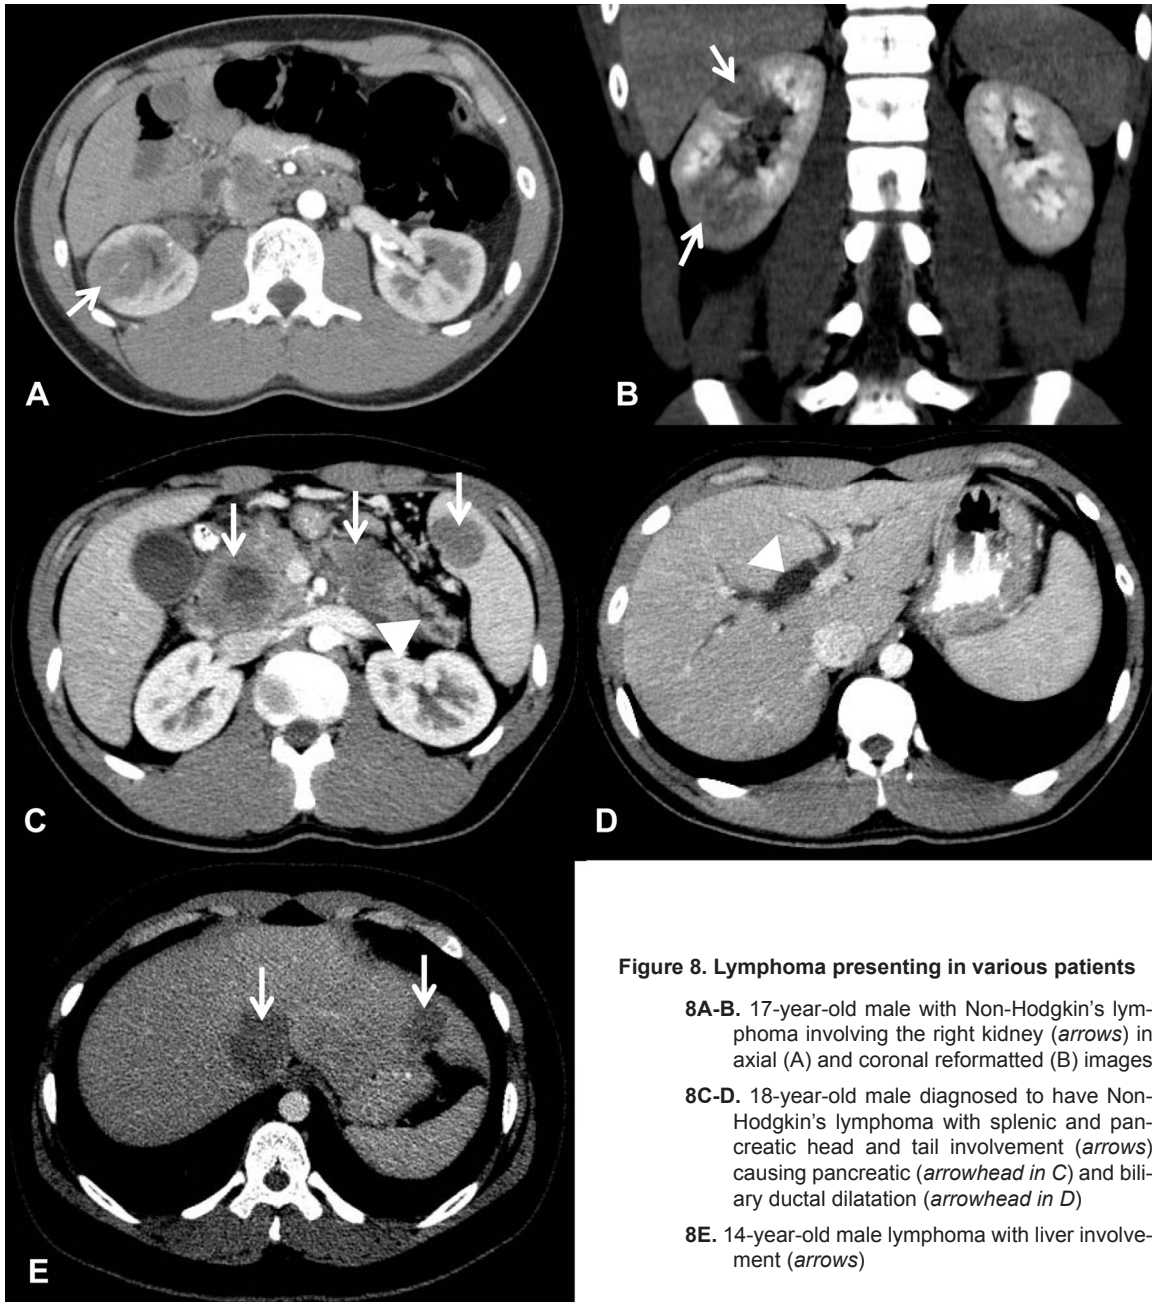 A
B
C
D
E
Figure 8. Lymphoma presenting in various patients
8A-B. 17-year-old male with Non-Hodgkin's lym-
phoma involving the right kidney (arrows) in
axial (A) and coronal reformatted (B) images
8C-D. 18-year-old male diagnosed to have Non-
Hodgkin's lymphoma with splenic and pan-
creatic head and tail involvement (arrows)
causing pancreatic (arrowhead in C) and bili-
ary ductal dilatation (arrowhead in D)
8E. 14-year-old male lymphoma with liver involve-
ment (arrows)